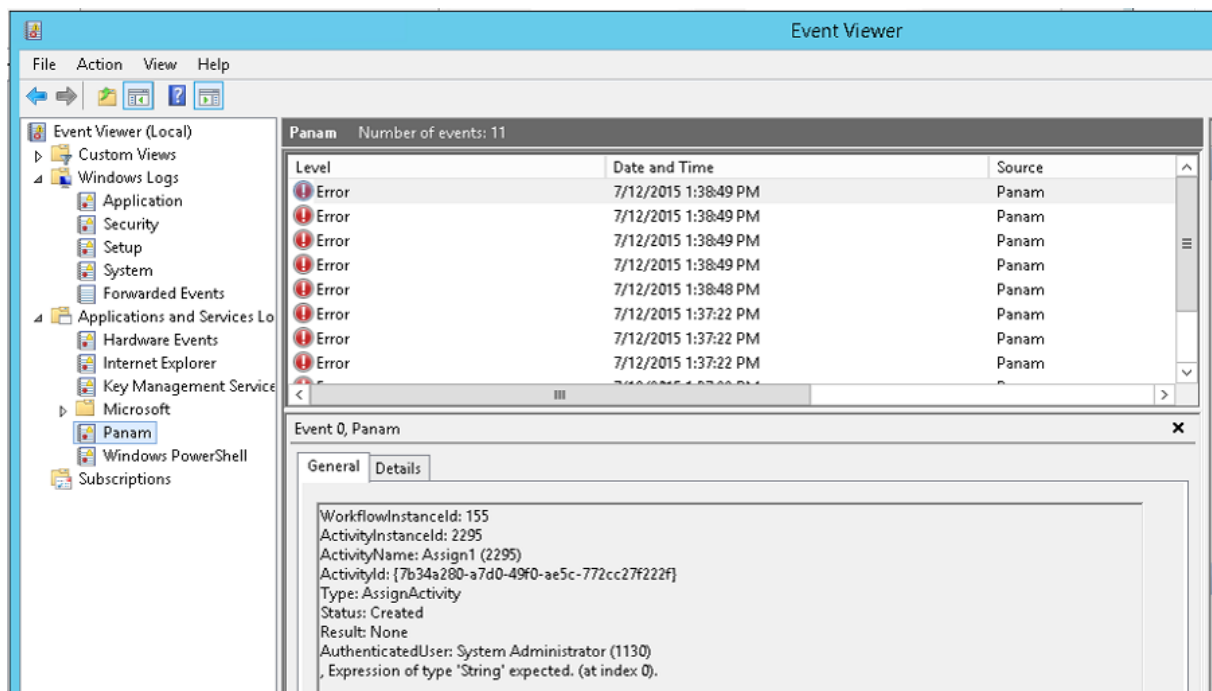 Event Viewer
File Action View Help
Event Viewer (Local)
Custom Views
Windows Logs
Application
Security
Setup
System
Forwarded Events
Applications and Services Lo
Hardware Events
Internet Explorer
Key Management Service
Microsoft
Panam
Windows PowerShell
Subscriptions
Panam Number of events: 11
Level Date and Time Source
Error 7/12/2015 1:38:49 PM Panam
Error 7/12/2015 1:38:49 PM Panam
Error 7/12/2015 1:38:49 PM Panam
Error 7/12/2015 1:38:49 PM Panam
Error 7/12/2015 1:38:48 PM Panam
Error 7/12/2015 1:37:22 PM Panam
Error 7/12/2015 1:37:22 PM Panam
Error 7/12/2015 1:37:22 PM Panam
Event 0, Panam
General Details
WorkflowInstanceId: 155
ActivityInstanceId: 2295
ActivityName: Assign1 (2295)
ActivityId: {7b34a280-a7d0-49f0-ae5c-772cc27f222f}
Type: AssignActivity
Status: Created
Result: None
AuthenticatedUser: System Administrator (1130)
, Expression of type 'String' expected. (at index 0).